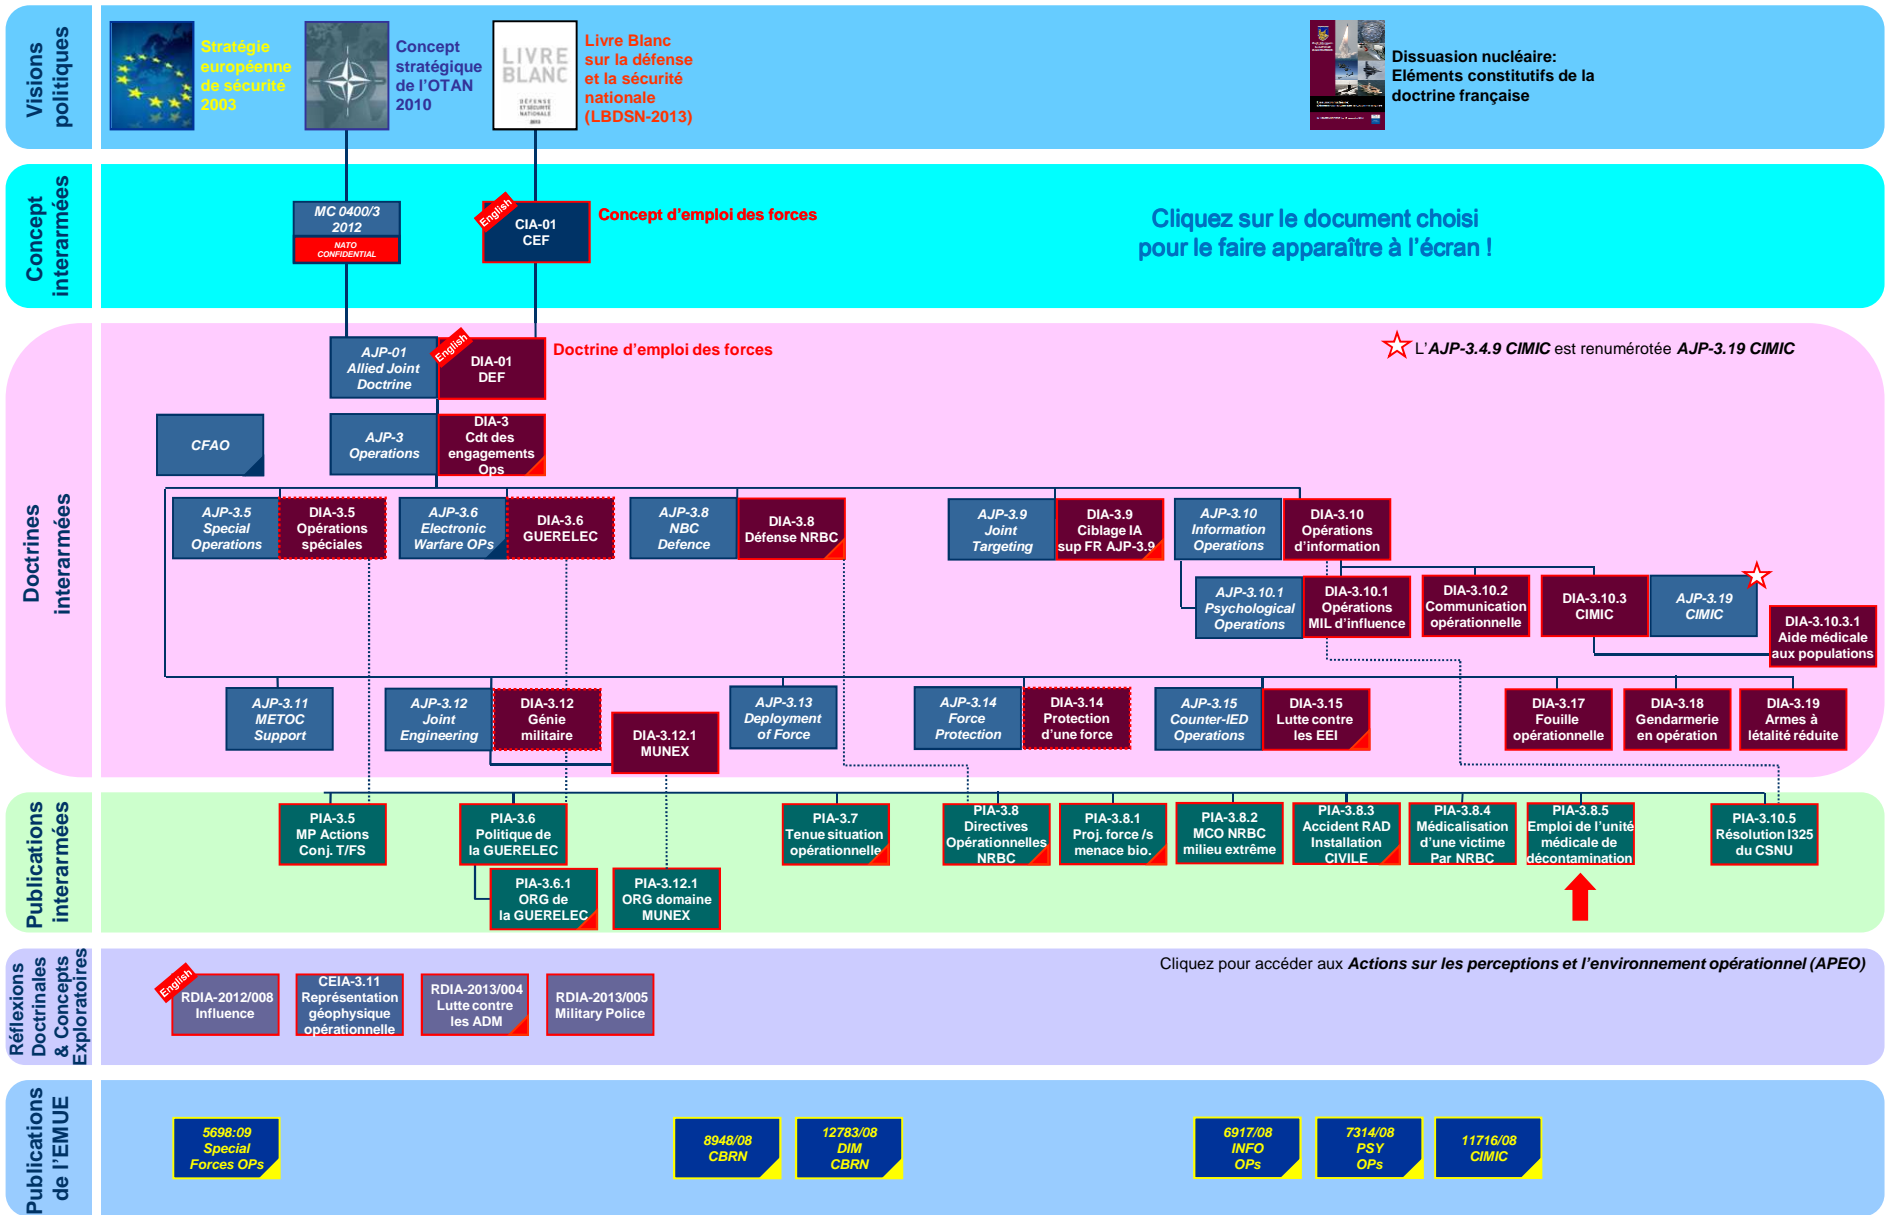 Visions
politiques
Stratégie
européenne
de sécurité
2003
Concept
stratégique
de l'OTAN
2010
LIVRE
BLANC
DÉFENSE
ET SÉCURITÉ
NATIONALE
2013
Livre Blanc
sur la défense
et la sécurité
nationale
(LBDSN-2013)
Dissuasion nucléaire:
Eléments constitutifs de la
doctrine française
Concept
interarmées
MC 0400/3
2012
NATO
CONFIDENTIAL
English
CIA-01
CEF
Concept d'emploi des forces
Cliquez sur le document choisi
pour le faire apparaître à l'écran !
Doctrines
interarmées
AJP-01
Allied Joint
Doctrine
English
DIA-01
DEF
Doctrine d'emploi des forces
L'AJP-3.4.9 CIMIC est renumérotée AJP-3.19 CIMIC
CFAO
AJP-3
Operations
DIA-3
Cdt des
engagements
Ops
AJP-3.5
Special
Operations
DIA-3.5
Opérations
spéciales
AJP-3.6
Electronic
Warfare OPs
DIA-3.6
GUERELEC
AJP-3.8
NBC
Defence
DIA-3.8
Défense NRBC
AJP-3.9
Joint
Targeting
DIA-3.9
Ciblage IA
sup FR AJP-3.9
AJP-3.10
Information
Operations
DIA-3.10
Opérations
d'information
AJP-3.10.1
Psychological
Operations
DIA-3.10.1
Opérations
MIL d'influence
DIA-3.10.2
Communication
opérationnelle
DIA-3.10.3
CIMIC
AJP-3.19
CIMIC
DIA-3.10.3.1
Aide médicale
aux populations
AJP-3.11
METOC
Support
AJP-3.12
Joint
Engineering
DIA-3.12
Génie
militaire
DIA-3.12.1
MUNEX
AJP-3.13
Deployment
of Force
AJP-3.14
Force
Protection
DIA-3.14
Protection
d'une force
AJP-3.15
Counter-IED
Operations
DIA-3.15
Lutte contre
les EEI
DIA-3.17
Fouille
opérationnelle
DIA-3.18
Gendarmerie
en opération
DIA-3.19
Armes à
létalité réduite
Publications
interarmées
PIA-3.5
MP Actions
Conj. T/FS
PIA-3.6
Politique de
la GUERELEC
PIA-3.7
Tenue situation
opérationnelle
PIA-3.8
Directives
Opérationnelles
NRBC
PIA-3.8.1
Proj. force /s
menace bio.
PIA-3.8.2
MCO NRBC
milieu extrême
PIA-3.8.3
Accident RAD
Installation
CIVILE
PIA-3.8.4
Médicalisation
d'une victime
Par NRBC
PIA-3.8.5
Emploi de l'unité
médicale de
décontamination
PIA-3.10.5
Résolution I325
du CSNU
PIA-3.6.1
ORG de
la GUERELEC
PIA-3.12.1
ORG domaine
MUNEX
Réflexions
Doctrinales
& Concepts
Exploratoires
Cliquez pour accéder aux Actions sur les perceptions et l'environnement opérationnel (APEO)
English
RDIA-2012/008
Influence
CEIA-3.11
Représentation
géophysique
opérationnelle
RDIA-2013/004
Lutte contre
les ADM
RDIA-2013/005
Military Police
Publications
de l'EMUE
5698:09
Special
Forces OPs
8948/08
CBRN
12783/08
DIM
CBRN
6917/08
INFO
OPs
7314/08
PSY
OPs
11716/08
CIMIC